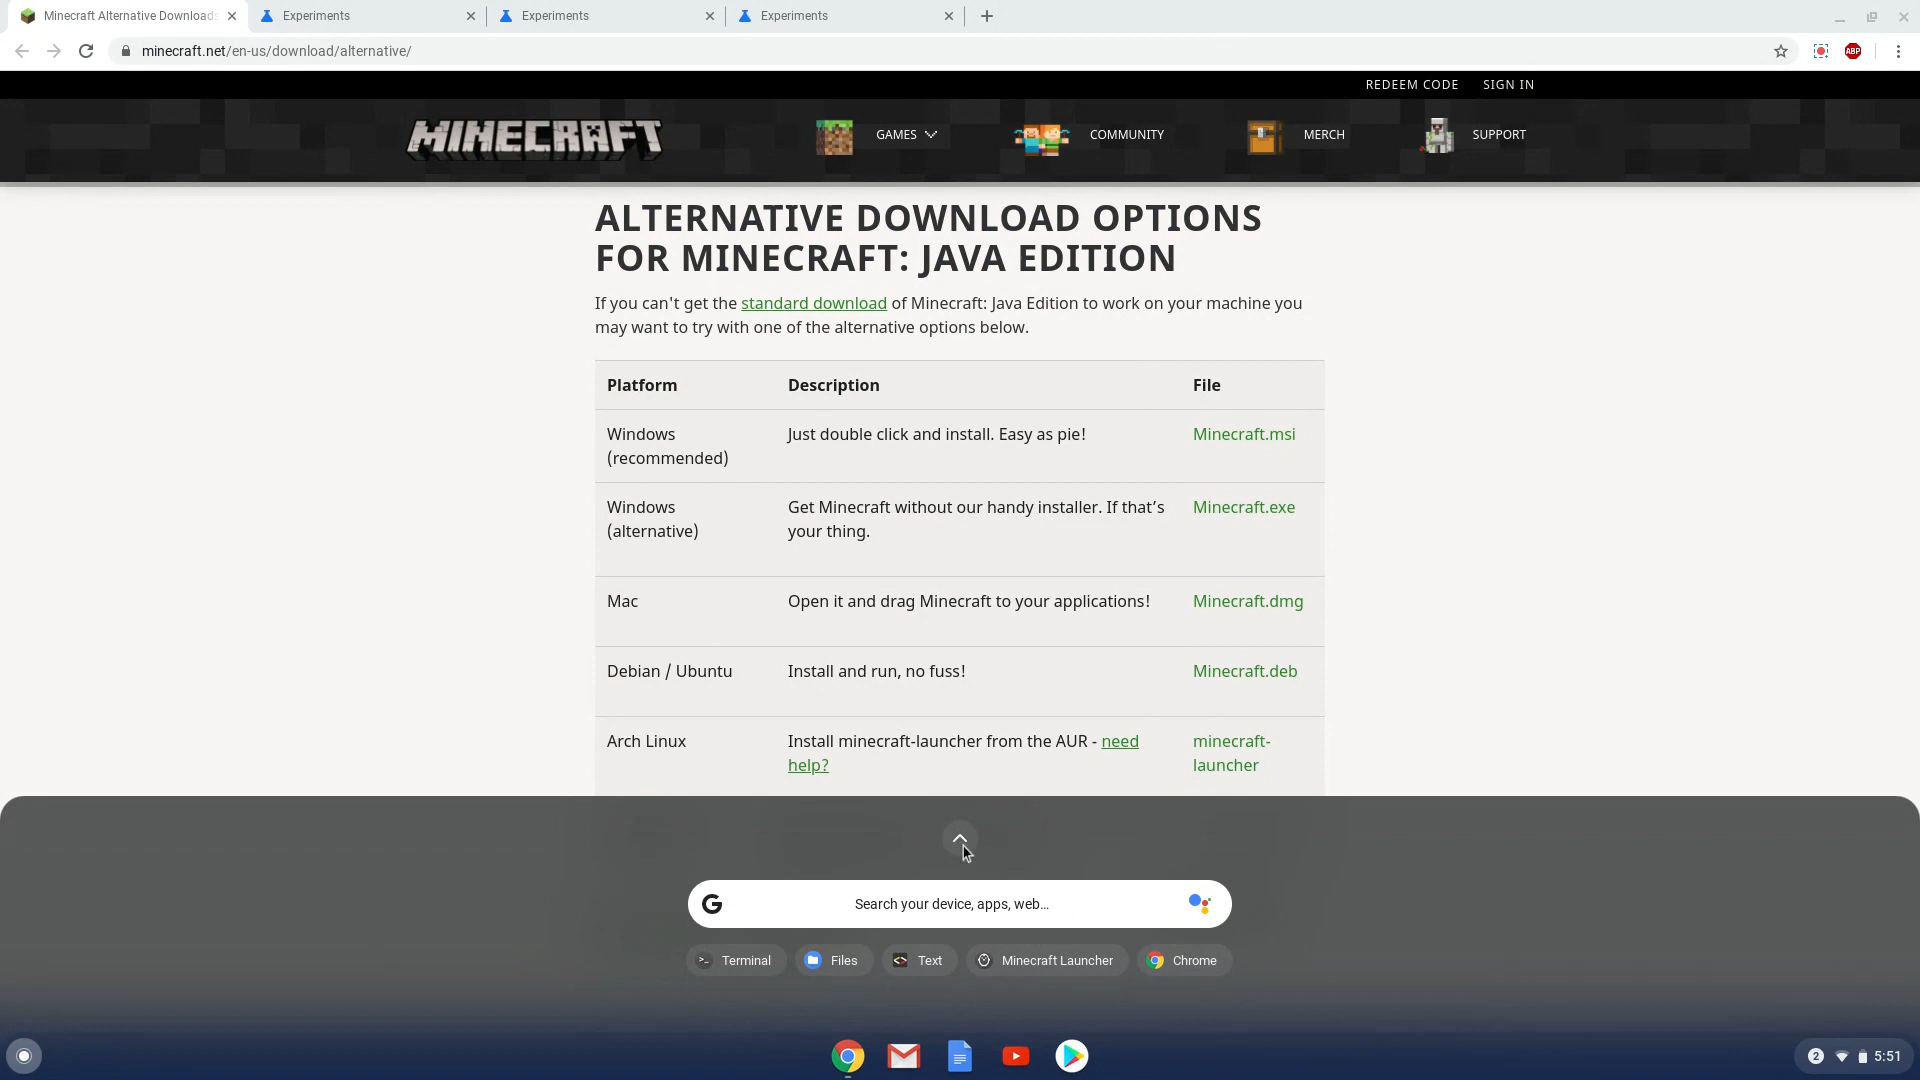 Minecraft Alternative Downloads
Experiments
Experiments
Experiments
minecraft.net/en-us/download/alternative/
ABP
REDEEM CODE
SIGN IN
MINECRAFT
GAMES
COMMUNITY
MERCH
SUPPORT
ALTERNATIVE DOWNLOAD OPTIONS
FOR MINECRAFT: JAVA EDITION
If you can't get the standard download of Minecraft: Java Edition to work on your machine you
may want to try with one of the alternative options below.
Platform Description File
Windows Just double click and install. Easy as pie! Minecraft.msi
(recommended)
Windows Get Minecraft without our handy installer. If that’s Minecraft.exe
(alternative) your thing.
Mac Open it and drag Minecraft to your applications! Minecraft.dmg
Debian / Ubuntu Install and run, no fuss! Minecraft.deb
Arch Linux Install minecraft-launcher from the AUR - need minecraft-
help? launcher
Search your device, apps, web...
Terminal Files Text Minecraft Launcher Chrome
2 5:51